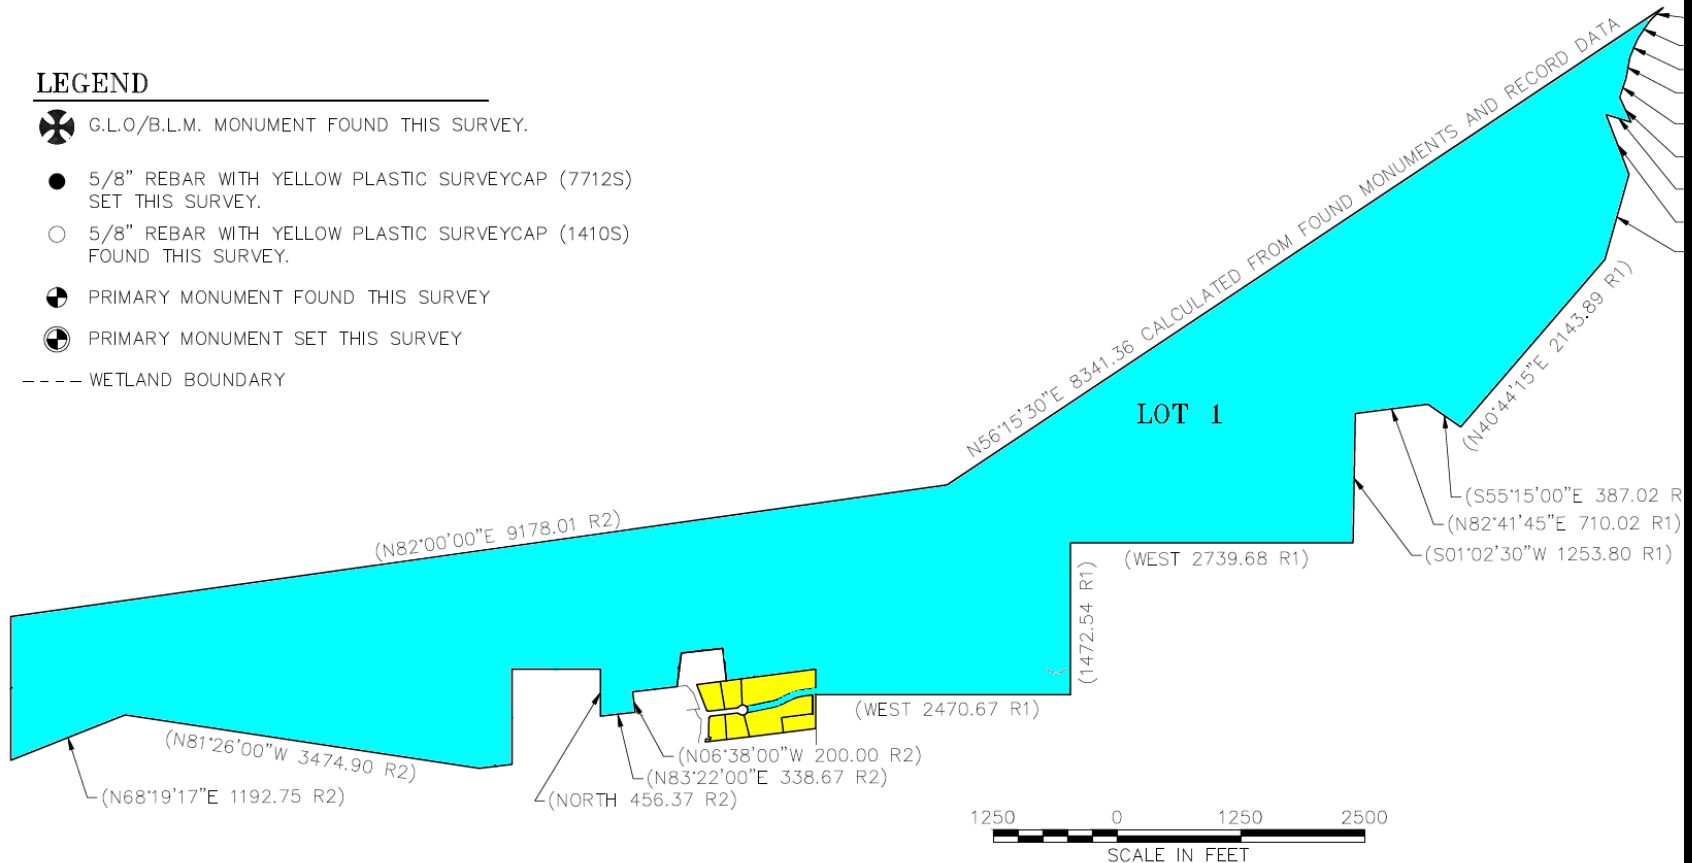 LEGEND
G.L.O/B.L.M. MONUMENT FOUND THIS SURVEY.
5/8" REBAR WITH YELLOW PLASTIC SURVEYCAP (7712S)
SET THIS SURVEY.
5/8" REBAR WITH YELLOW PLASTIC SURVEYCAP (1410S)
FOUND THIS SURVEY.
PRIMARY MONUMENT FOUND THIS SURVEY
PRIMARY MONUMENT SET THIS SURVEY
WETLAND BOUNDARY
N56°15'30"E 8341.36 CALCULATED FROM FOUND MONUMENTS AND RECORD DATA
LOT 1
(N40°44'15"E 2143.89 R1)
(S55°15'00"E 387.02 R
(N82°41'45"E 710.02 R1)
(S01°02'30"W 1253.80 R1)
(WEST 2739.68 R1)
(1472.54 R1)
(N82°00'00"E 9178.01 R2)
(WEST 2470.67 R1)
(N81°26'00"W 3474.90 R2)
(N06°38'00"W 200.00 R2)
(N83°22'00"E 338.67 R2)
(NORTH 456.37 R2)
(N68°19'17"E 1192.75 R2)
1250 0 1250 2500
SCALE IN FEET